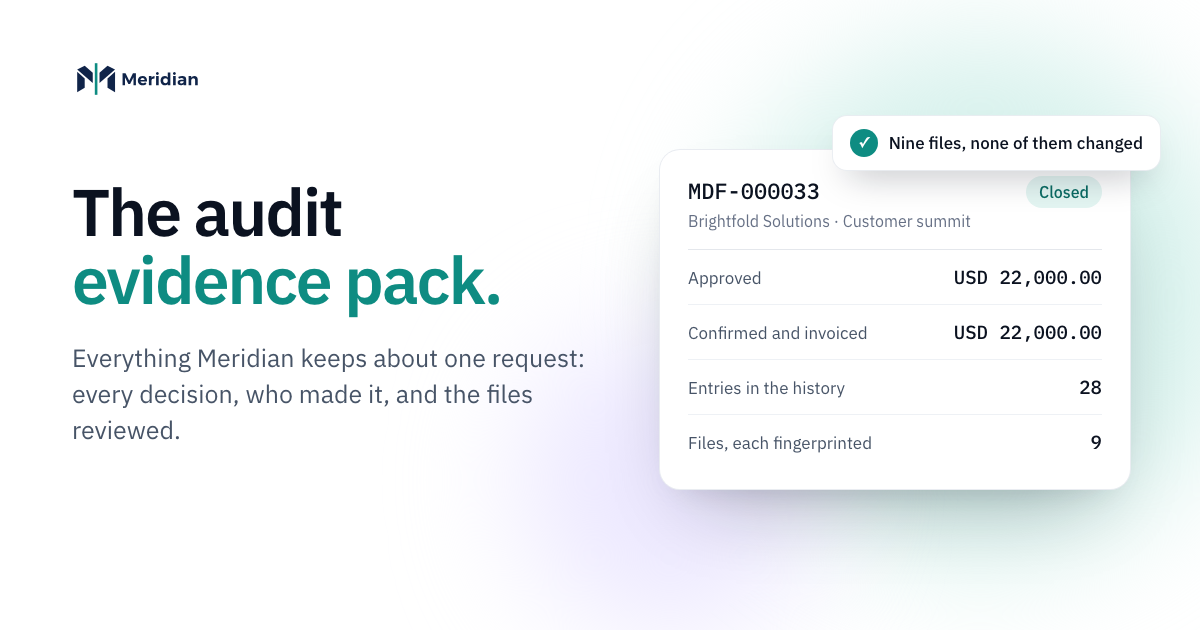 Meridian
The audit
evidence pack.
Everything Meridian keeps about one request:
every decision, who made it, and the files
reviewed.
✓ Nine files, none of them changed
MDF-000033 Closed
Brightfold Solutions · Customer summit
Approved USD 22,000.00
Confirmed and invoiced USD 22,000.00
Entries in the history 28
Files, each fingerprinted 9